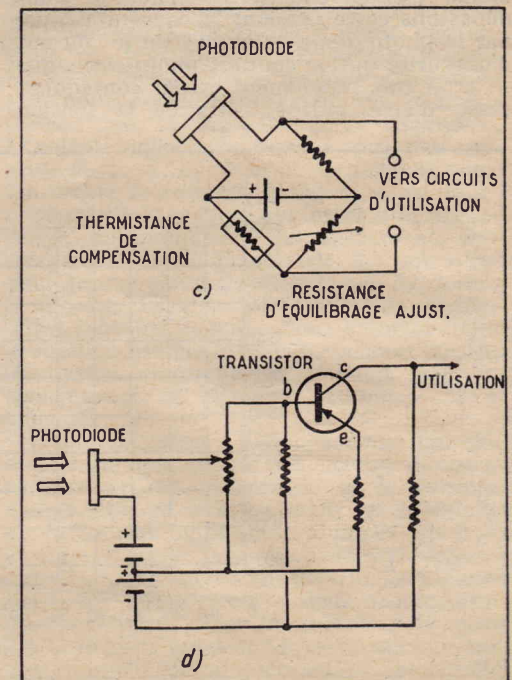 PHOTODIODE
+ -
VERS CIRCUITS
D'UTILISATION
THERMISTANCE
DE
COMPENSATION
c)
RESISTANCE
D'EQUILIBRAGE AJUST.
TRANSISTOR
c
b
e
UTILISATION
PHOTODIODE
+
-
+
-
d)